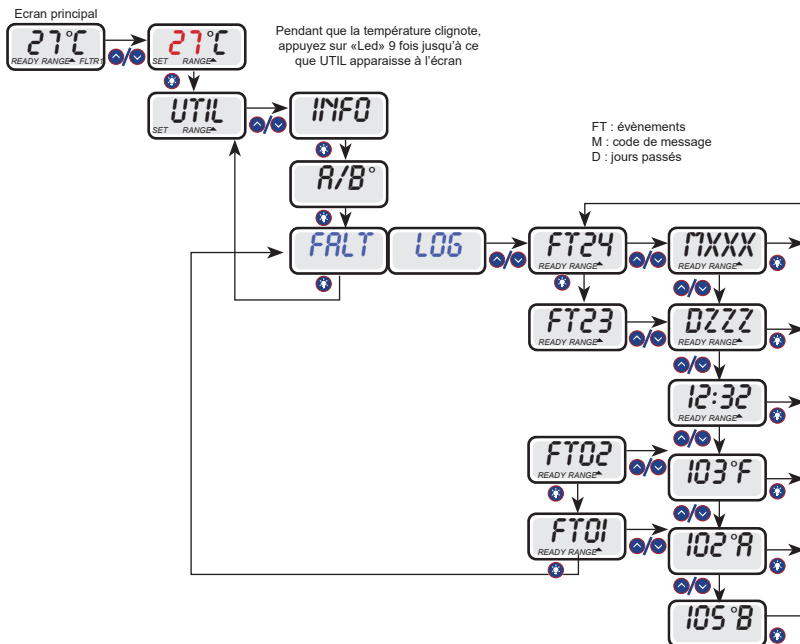 Ecran principal
27°C
READY RANGE FLTR1
27°C
SET RANGE
Pendant que la température clignote,
appuyez sur «Led» 9 fois jusqu'à ce
que UTIL apparaisse à l'écran
UTIL
SET RANGE
INFO
A/B°
FT : évènements
M : code de message
D : jours passés
FALT
LOG
FT24
READY RANGE
MXXX
READY RANGE
FT23
READY RANGE
DZZZ
READY RANGE
12:32
READY RANGE
FT02
READY RANGE
103°F
FT01
READY RANGE
102°A
105°B